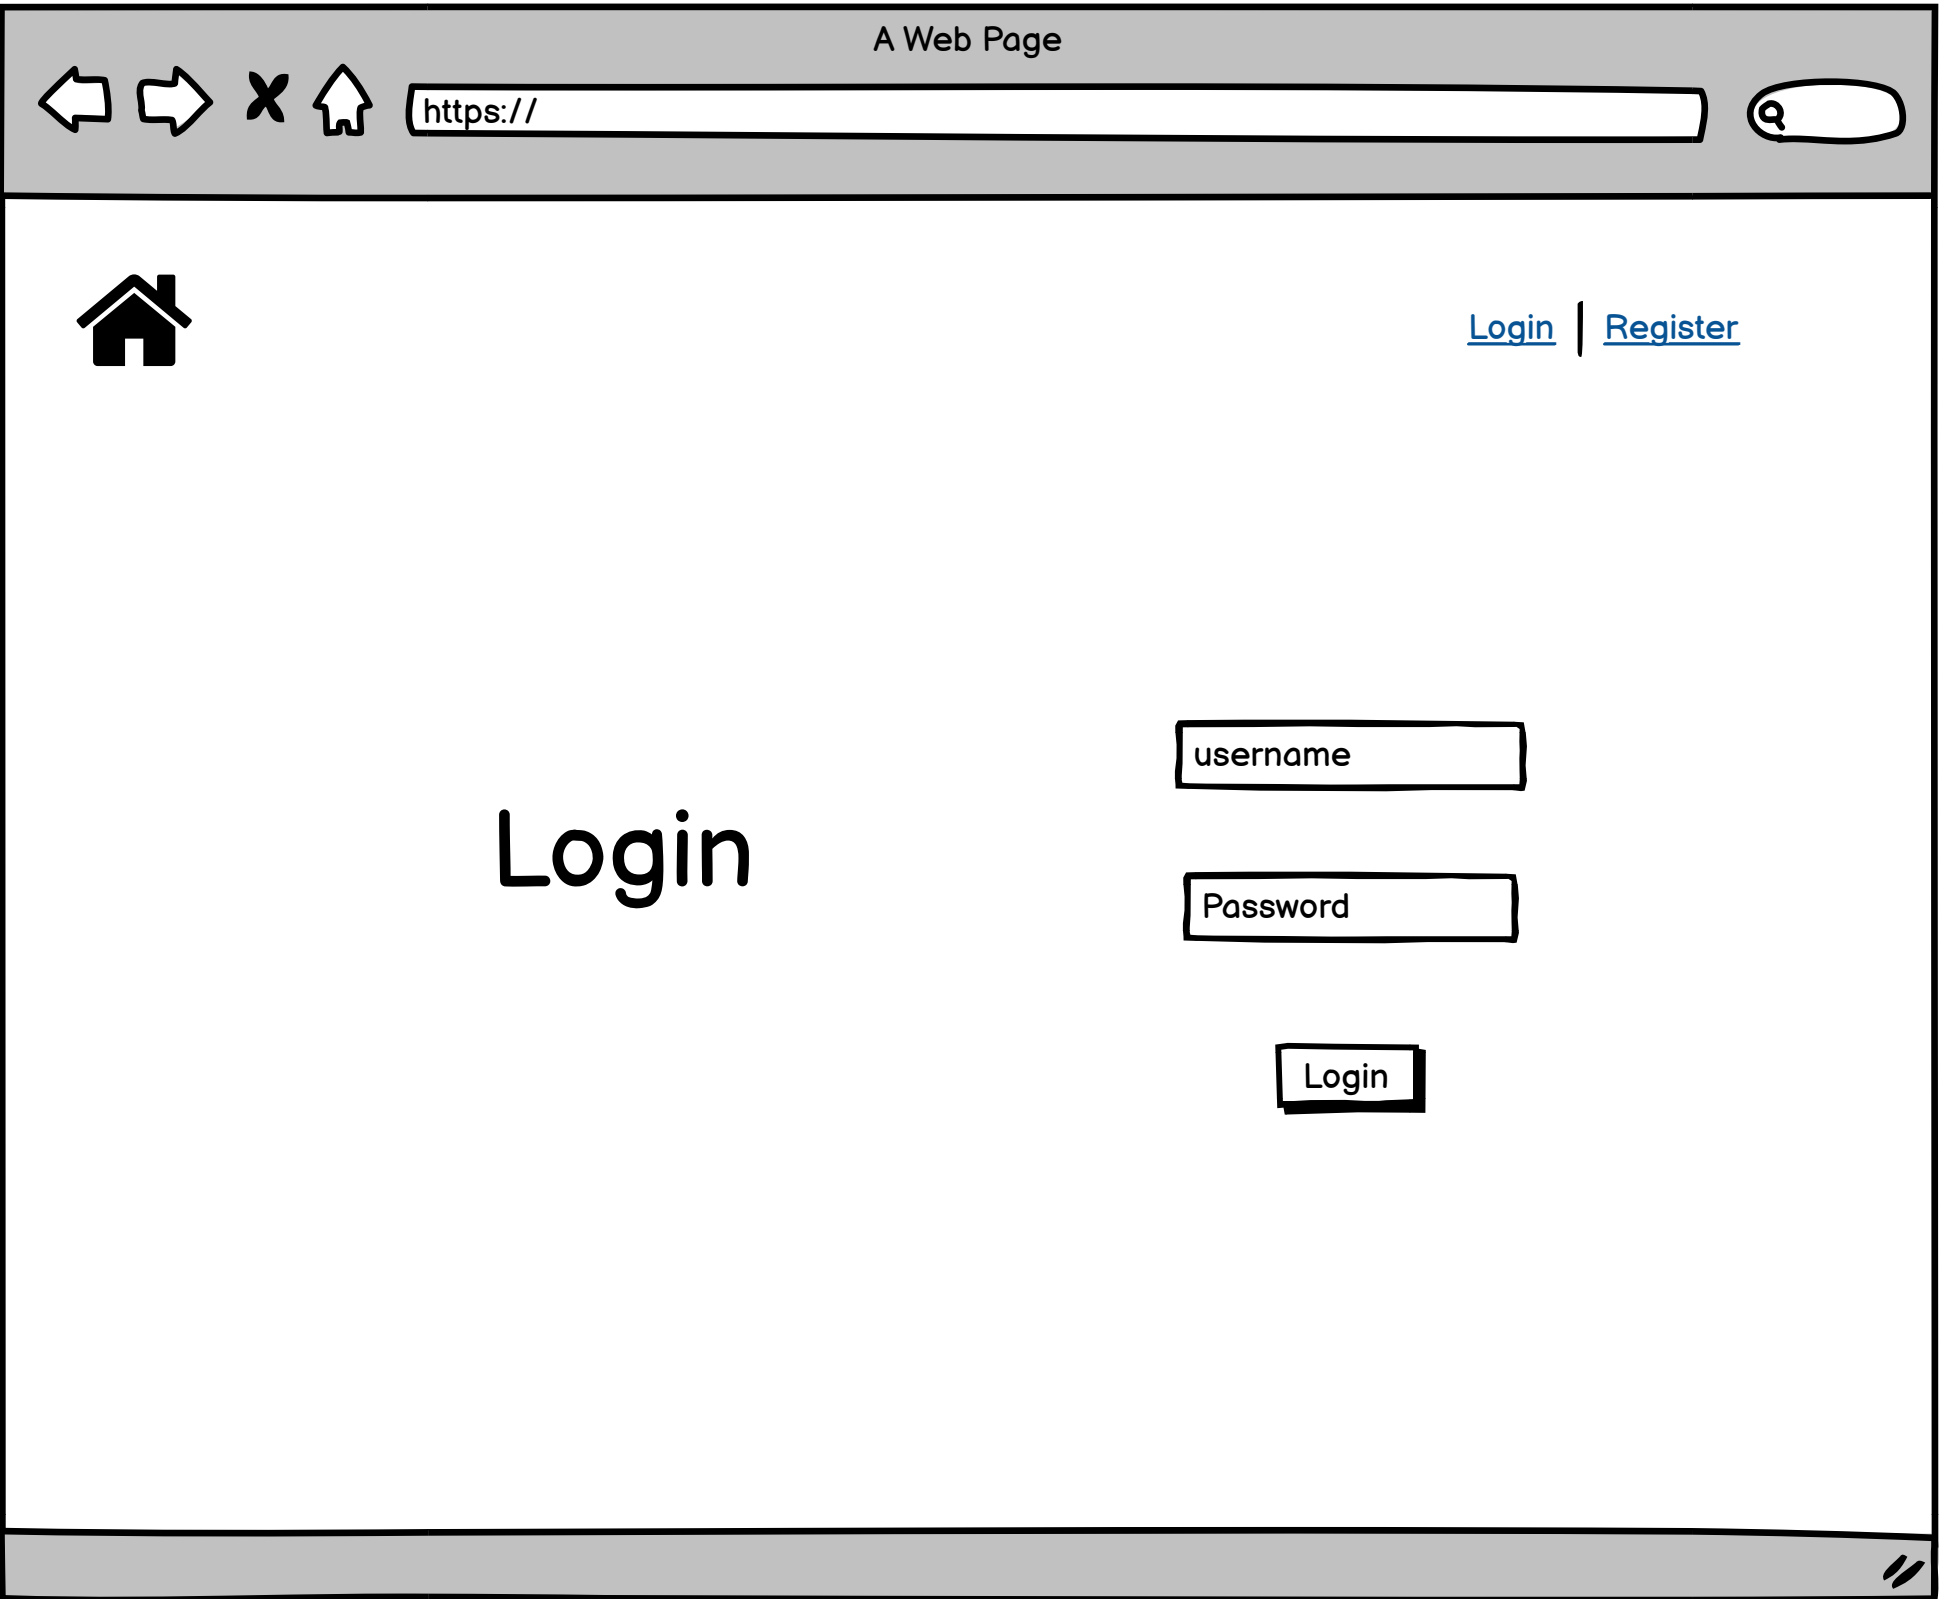 A Web Page
https://
Login | Register
username
Login
Password
Login